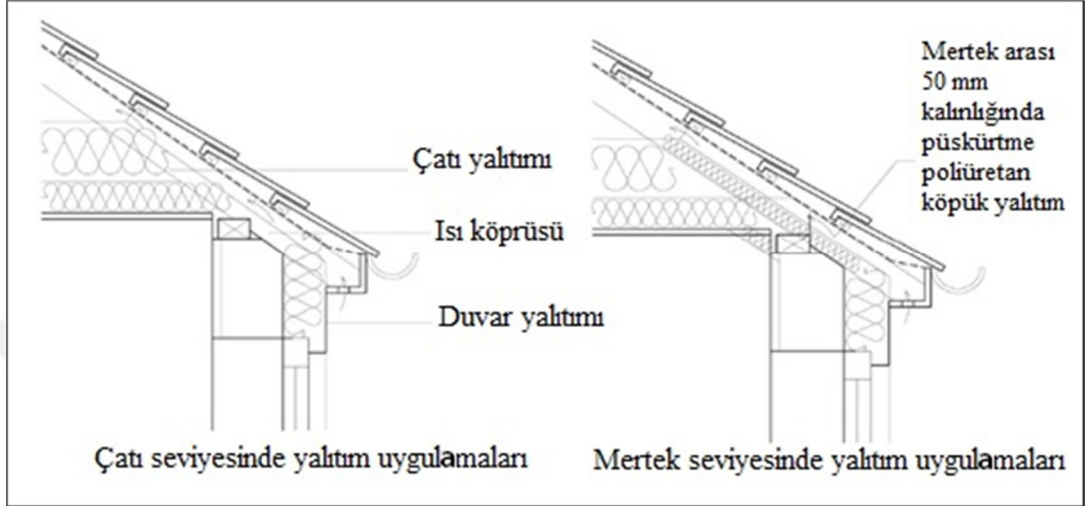 Çatı yalıtımı
Isı köprüsü
Duvar yalıtımı
Çatı seviyesinde yalıtım uygulamaları
Mertek arası
50 mm
kalınlığında
püskürtme
poliüretan
köpük yalıtım
Mertek seviyesinde yalıtım uygulamaları